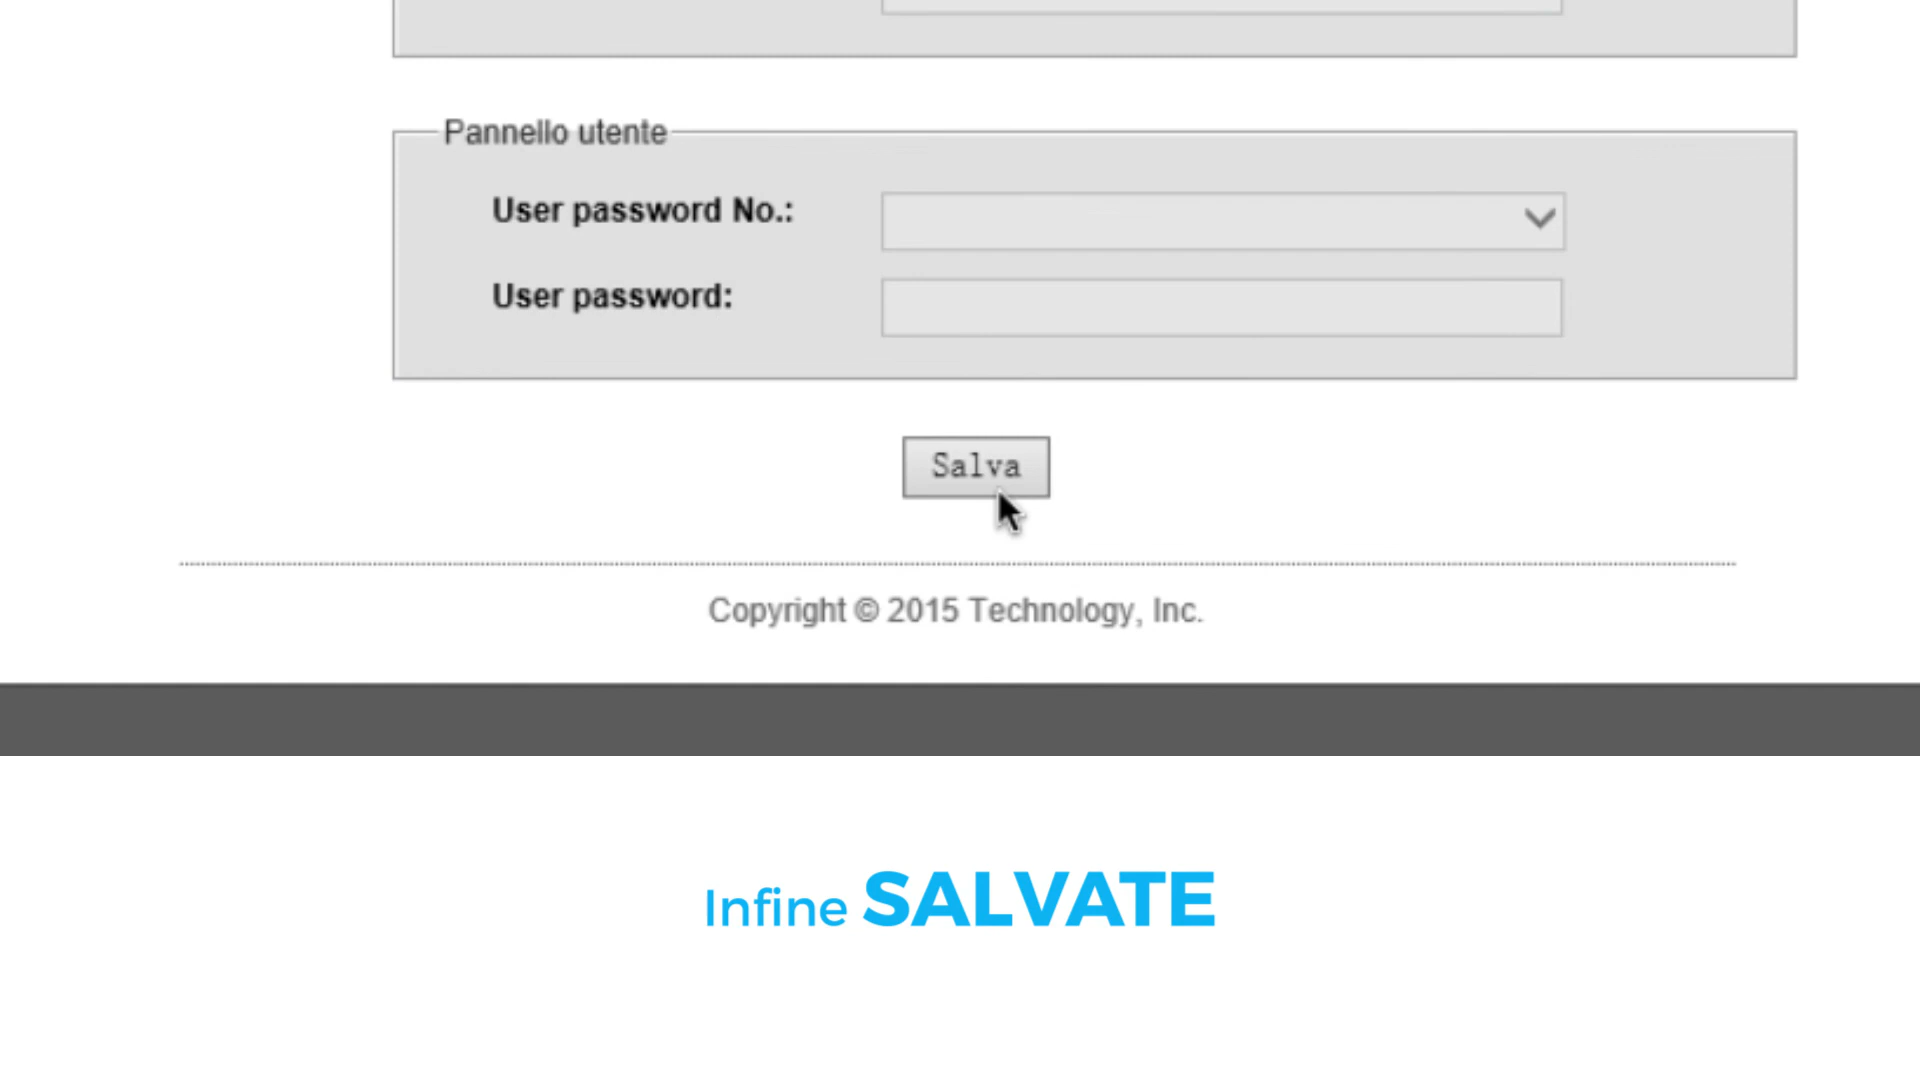 Pannello utente
User password No.:
User password:
Salva
Copyright © 2015 Technology, Inc.
Infine SALVATE